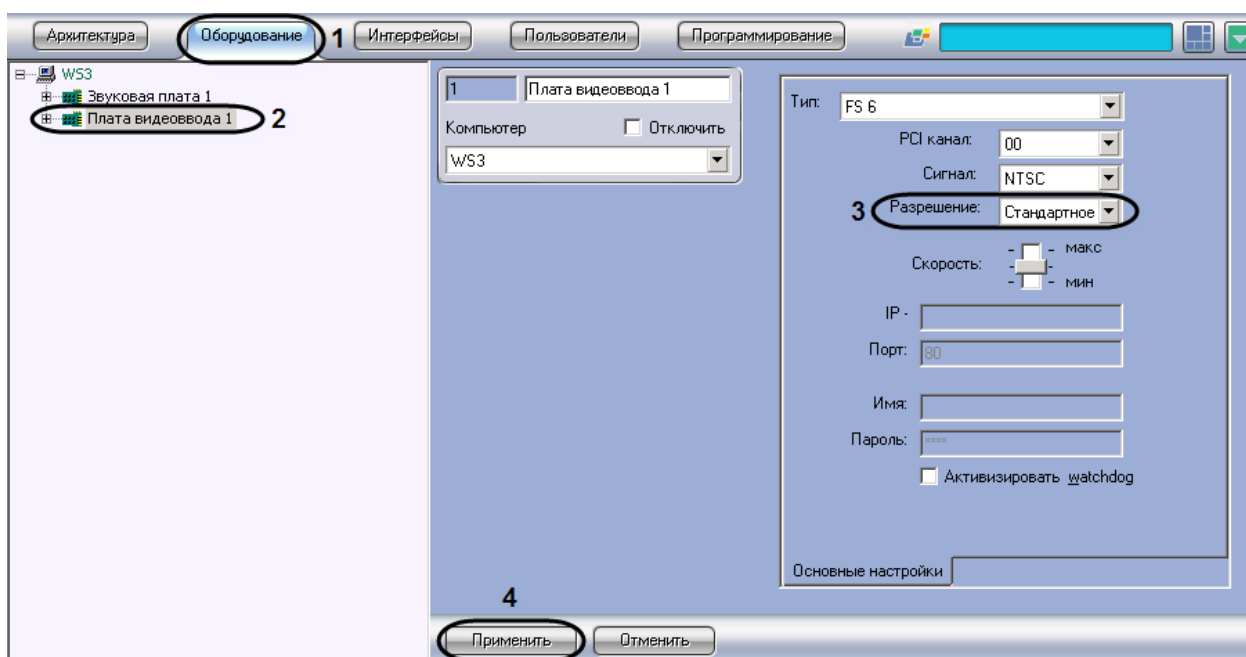 Архитектура Оборудование 1 Интерфейсы Пользователи Программирование
WS3
Звуковая плата 1
Плата видеоввода 1 2
1 Плата видеоввода 1
Компьютер Отключить
WS3
Тип: FS 6
PCI канал: 00
Сигнал: NTSC
3 Разрешение: Стандартное
Скорость: макс
мин
IP -
Порт: 80
Имя:
Пароль: ××××
Активизировать watchdog
Основные настройки
4
Применить Отменить